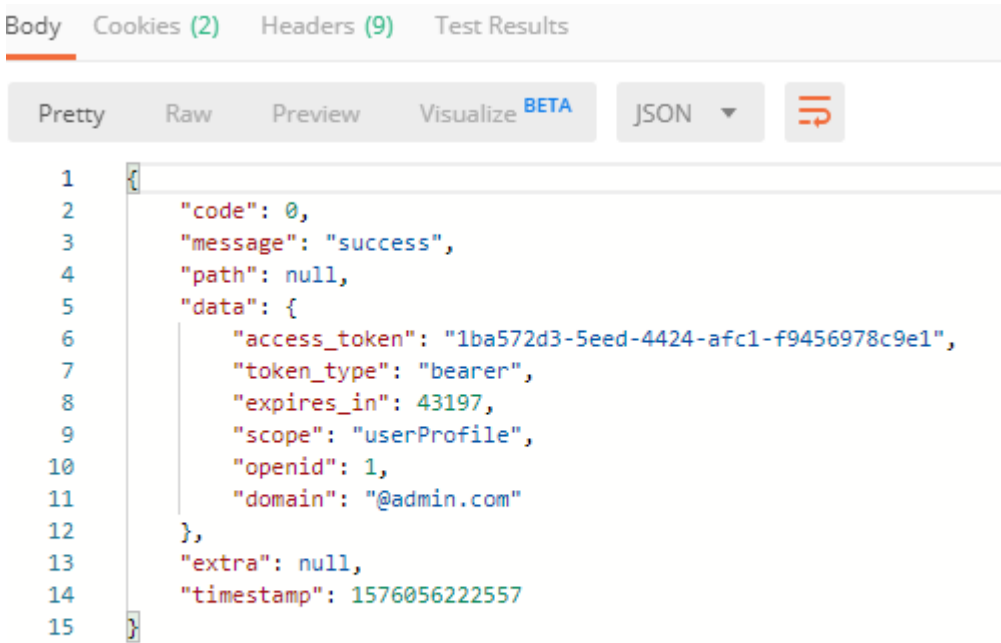 Body Cookies (2) Headers (9) Test Results
Pretty Raw Preview Visualize BETA JSON
1 {
2 "code": 0,
3 "message": "success",
4 "path": null,
5 "data": {
6 "access_token": "1ba572d3-5eed-4424-afc1-f9456978c9e1",
7 "token_type": "bearer",
8 "expires_in": 43197,
9 "scope": "userProfile",
10 "openid": 1,
11 "domain": "@admin.com"
12 },
13 "extra": null,
14 "timestamp": 1576056222557
15 }